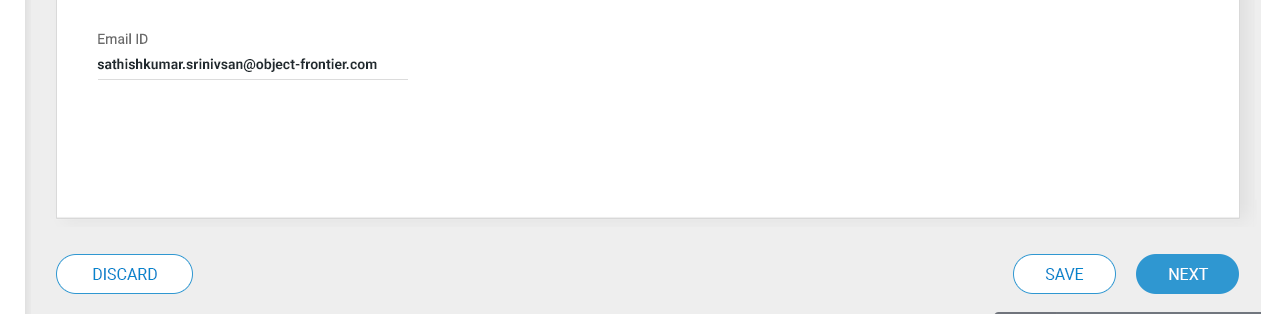 Email ID
sathishkumar.srinivsan@object-frontier.com
DISCARD
SAVE
NEXT